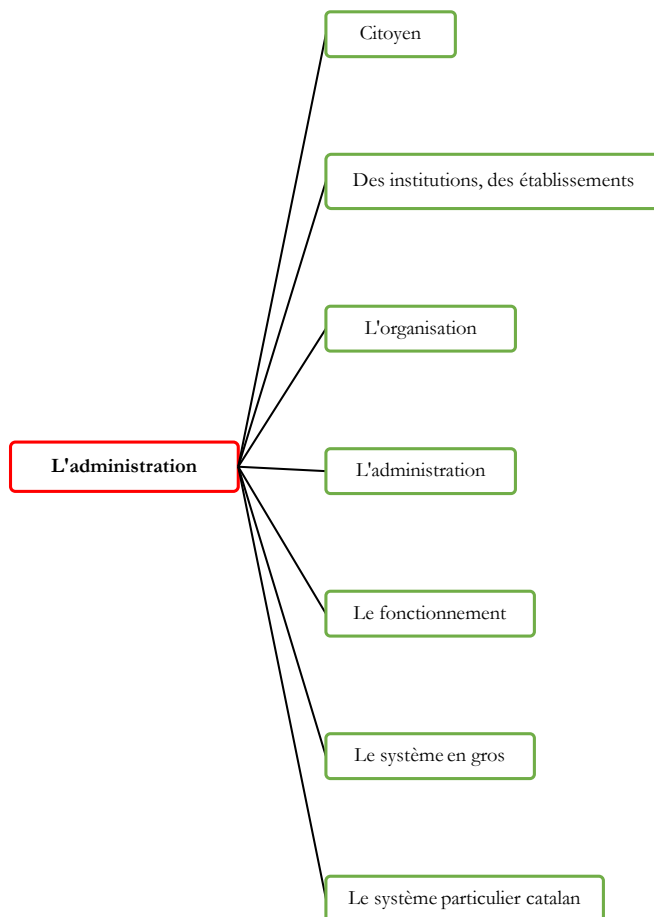 Citoyen
Des institutions, des établissements
L'organisation
L'administration
L'administration
Le fonctionnement
Le système en gros
Le système particulier catalan